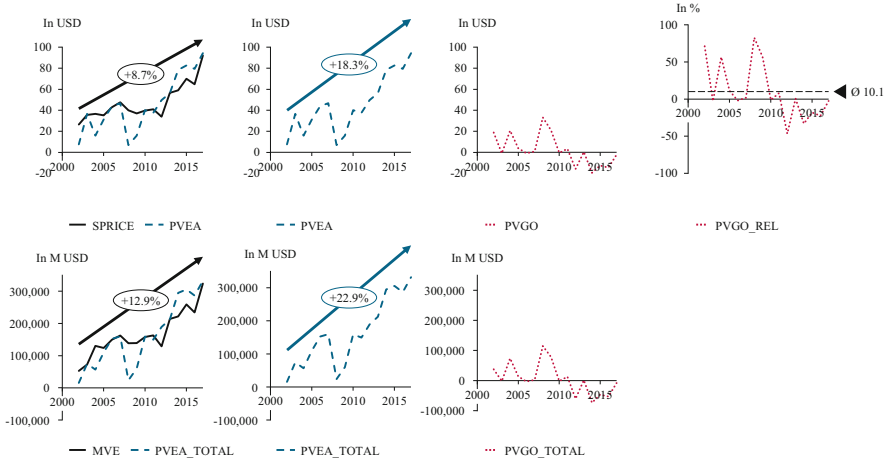 In USD
100
80
60
40
20
0
-20
2000 2005 2010 2015
+8.7%
SPRICE PVEA
In USD
100
80
60
40
20
0
-20
2000 2005 2010 2015
+18.3%
PVEA
In USD
100
80
60
40
20
0
-20
2000 2005 2010 2015
PVGO
In %
100
50
0
-50
-100
2000 2005 2010 2015
Ø 10.1
PVGO_REL
In M USD
300,000
200,000
100,000
0
-100,000
2000 2005 2010 2015
+12.9%
MVE PVEA_TOTAL
In M USD
300,000
200,000
100,000
0
-100,000
2000 2005 2010 2015
+22.9%
PVEA_TOTAL
In M USD
300,000
200,000
100,000
0
-100,000
2000 2005 2010 2015
PVGO_TOTAL